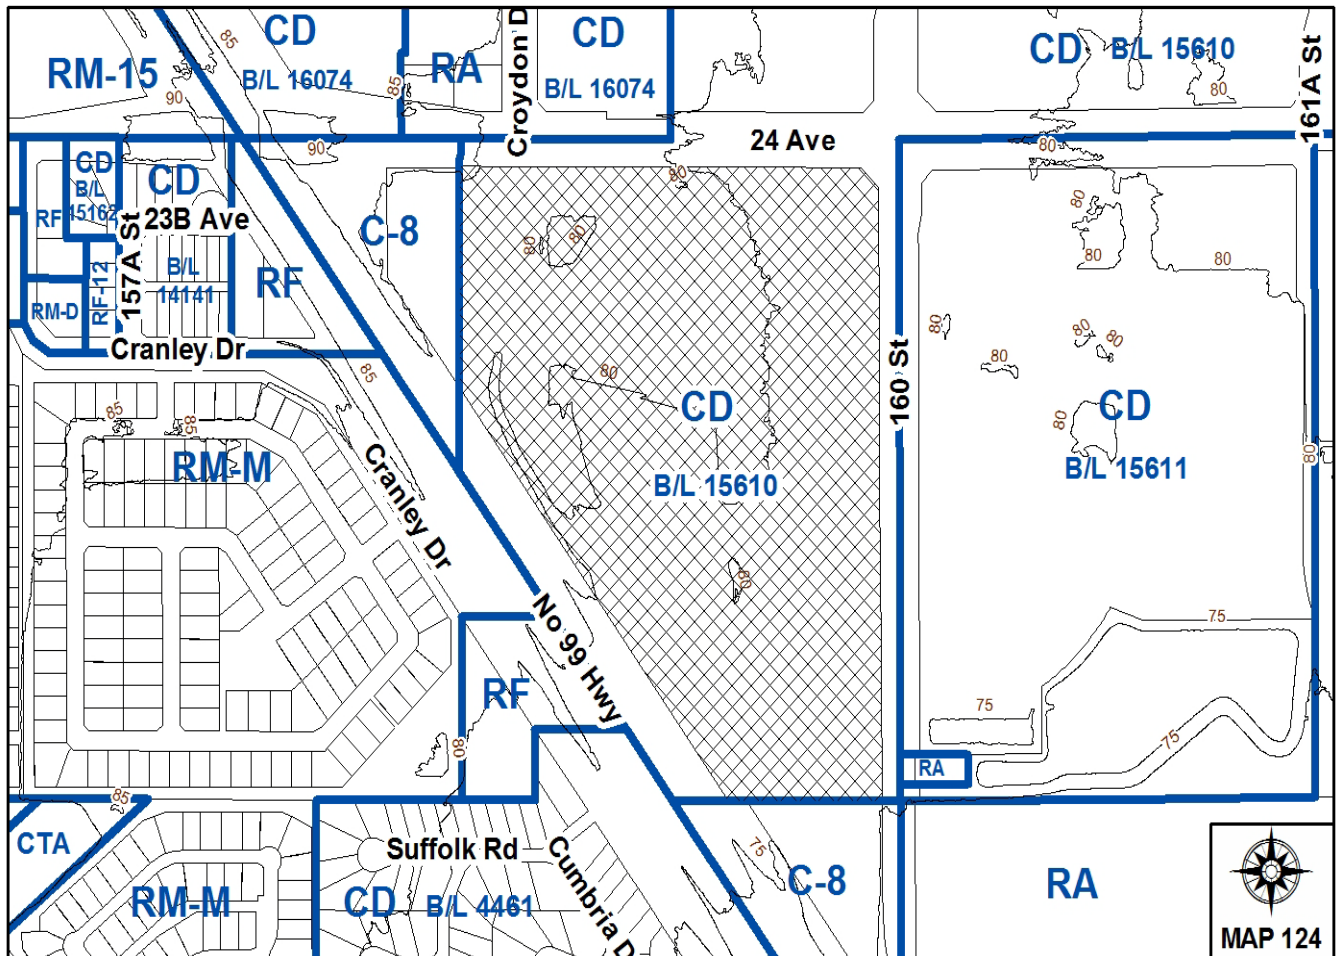 CD
B/L 16074
RM-15
85
90
85
RA
Croydon D
CD
B/L 16074
CD
B/L 15610
80
161A St
24 Ave
90
80
80
CD
B/L
15162
CD
RF
157A St
23B Ave
C-8
80
80
80
80
80
RF-12
B/L
14141
RF
RM-D
Cranley Dr
85
80
160 St
80
80
80
80
CD
B/L 15610
CD
80
B/L 15611
80
85
85
RM-M
Cranley Dr
80
No 99 Hwy
75
RF
75
75
80
RA
85
CTA
Suffolk Rd
Cumbria D
75
C-8
RA
RM-M
CD
B/L 4461
MAP 124